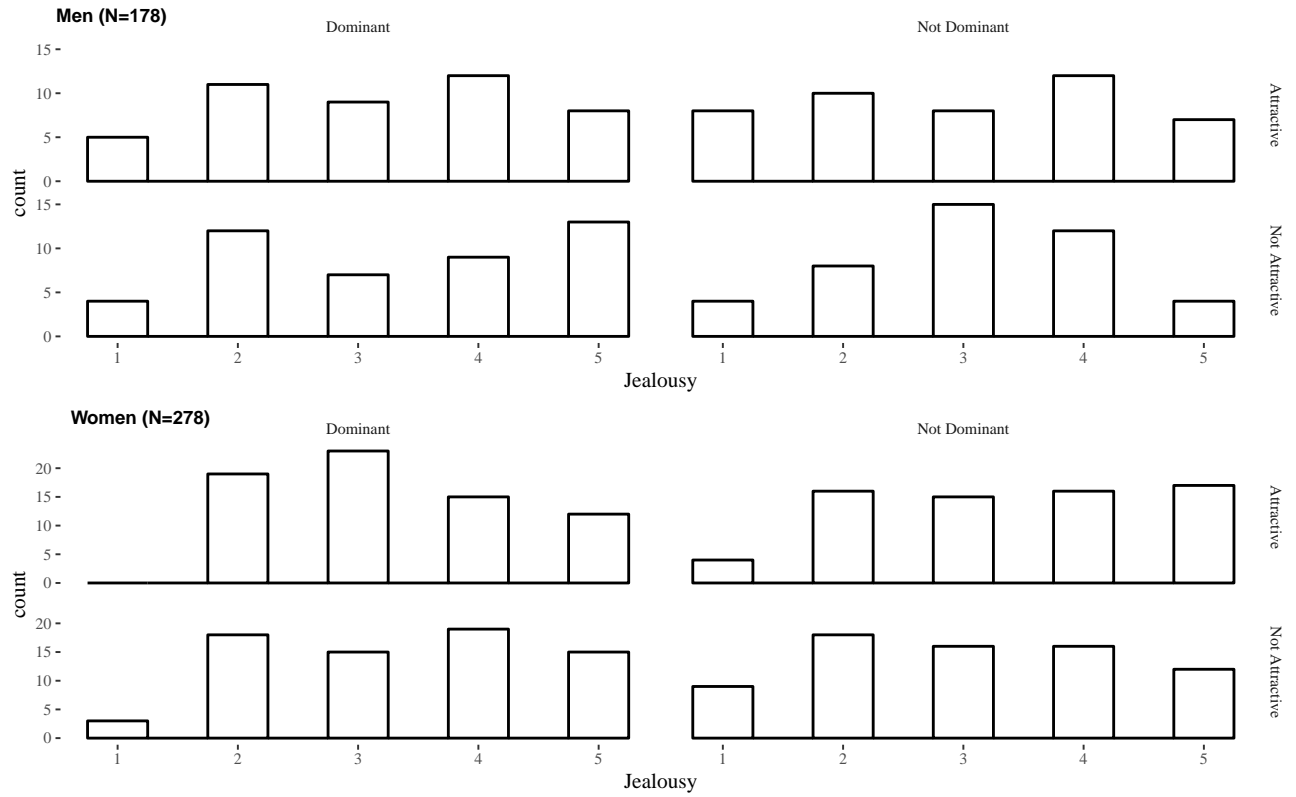 Men (N=178)
Dominant
Not Dominant
15
10
5
0
Attractive
15
10
5
0
Not Attractive
count
1 2 3 4 5 1 2 3 4 5
Jealousy
Women (N=278)
Dominant
Not Dominant
20
15
10
5
0
Attractive
20
15
10
5
0
Not Attractive
count
1 2 3 4 5 1 2 3 4 5
Jealousy